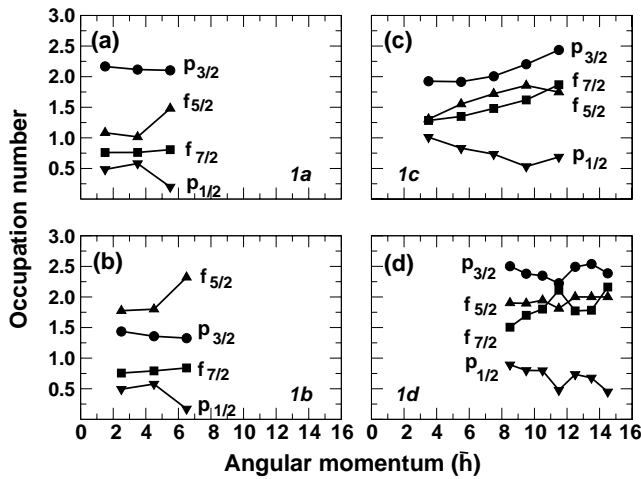 (a)
p3/2
f5/2
f7/2
p1/2
1a
3.0
2.5
2.0
1.5
1.0
0.5
(c)
p3/2
f7/2
f5/2
p1/2
1c
Occupation number
(b)
f5/2
p3/2
f7/2
p1/2
1b
3.0
2.5
2.0
1.5
1.0
0.5
0 2 4 6 8 10 12 14 16
(d)
p3/2
f5/2
f7/2
p1/2
1d
0 2 4 6 8 10 12 14 16
Angular momentum (ħ)